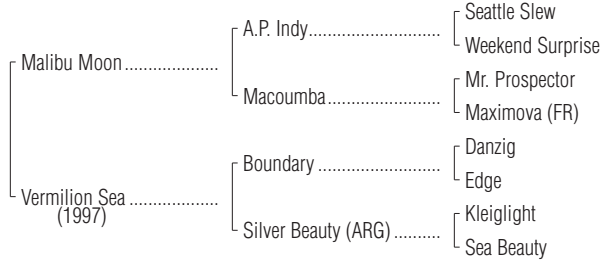 Seattle Slew
A.P. Indy..............................
Weekend Surprise
Malibu Moon.....................
Mr. Prospector
Macoumba.........................
Maximova (FR)
Danzig
Boundary ...........................
Edge
Vermilion Sea ....................
(1997)
Kleiglight
Silver Beauty (ARG)..........
Sea Beauty